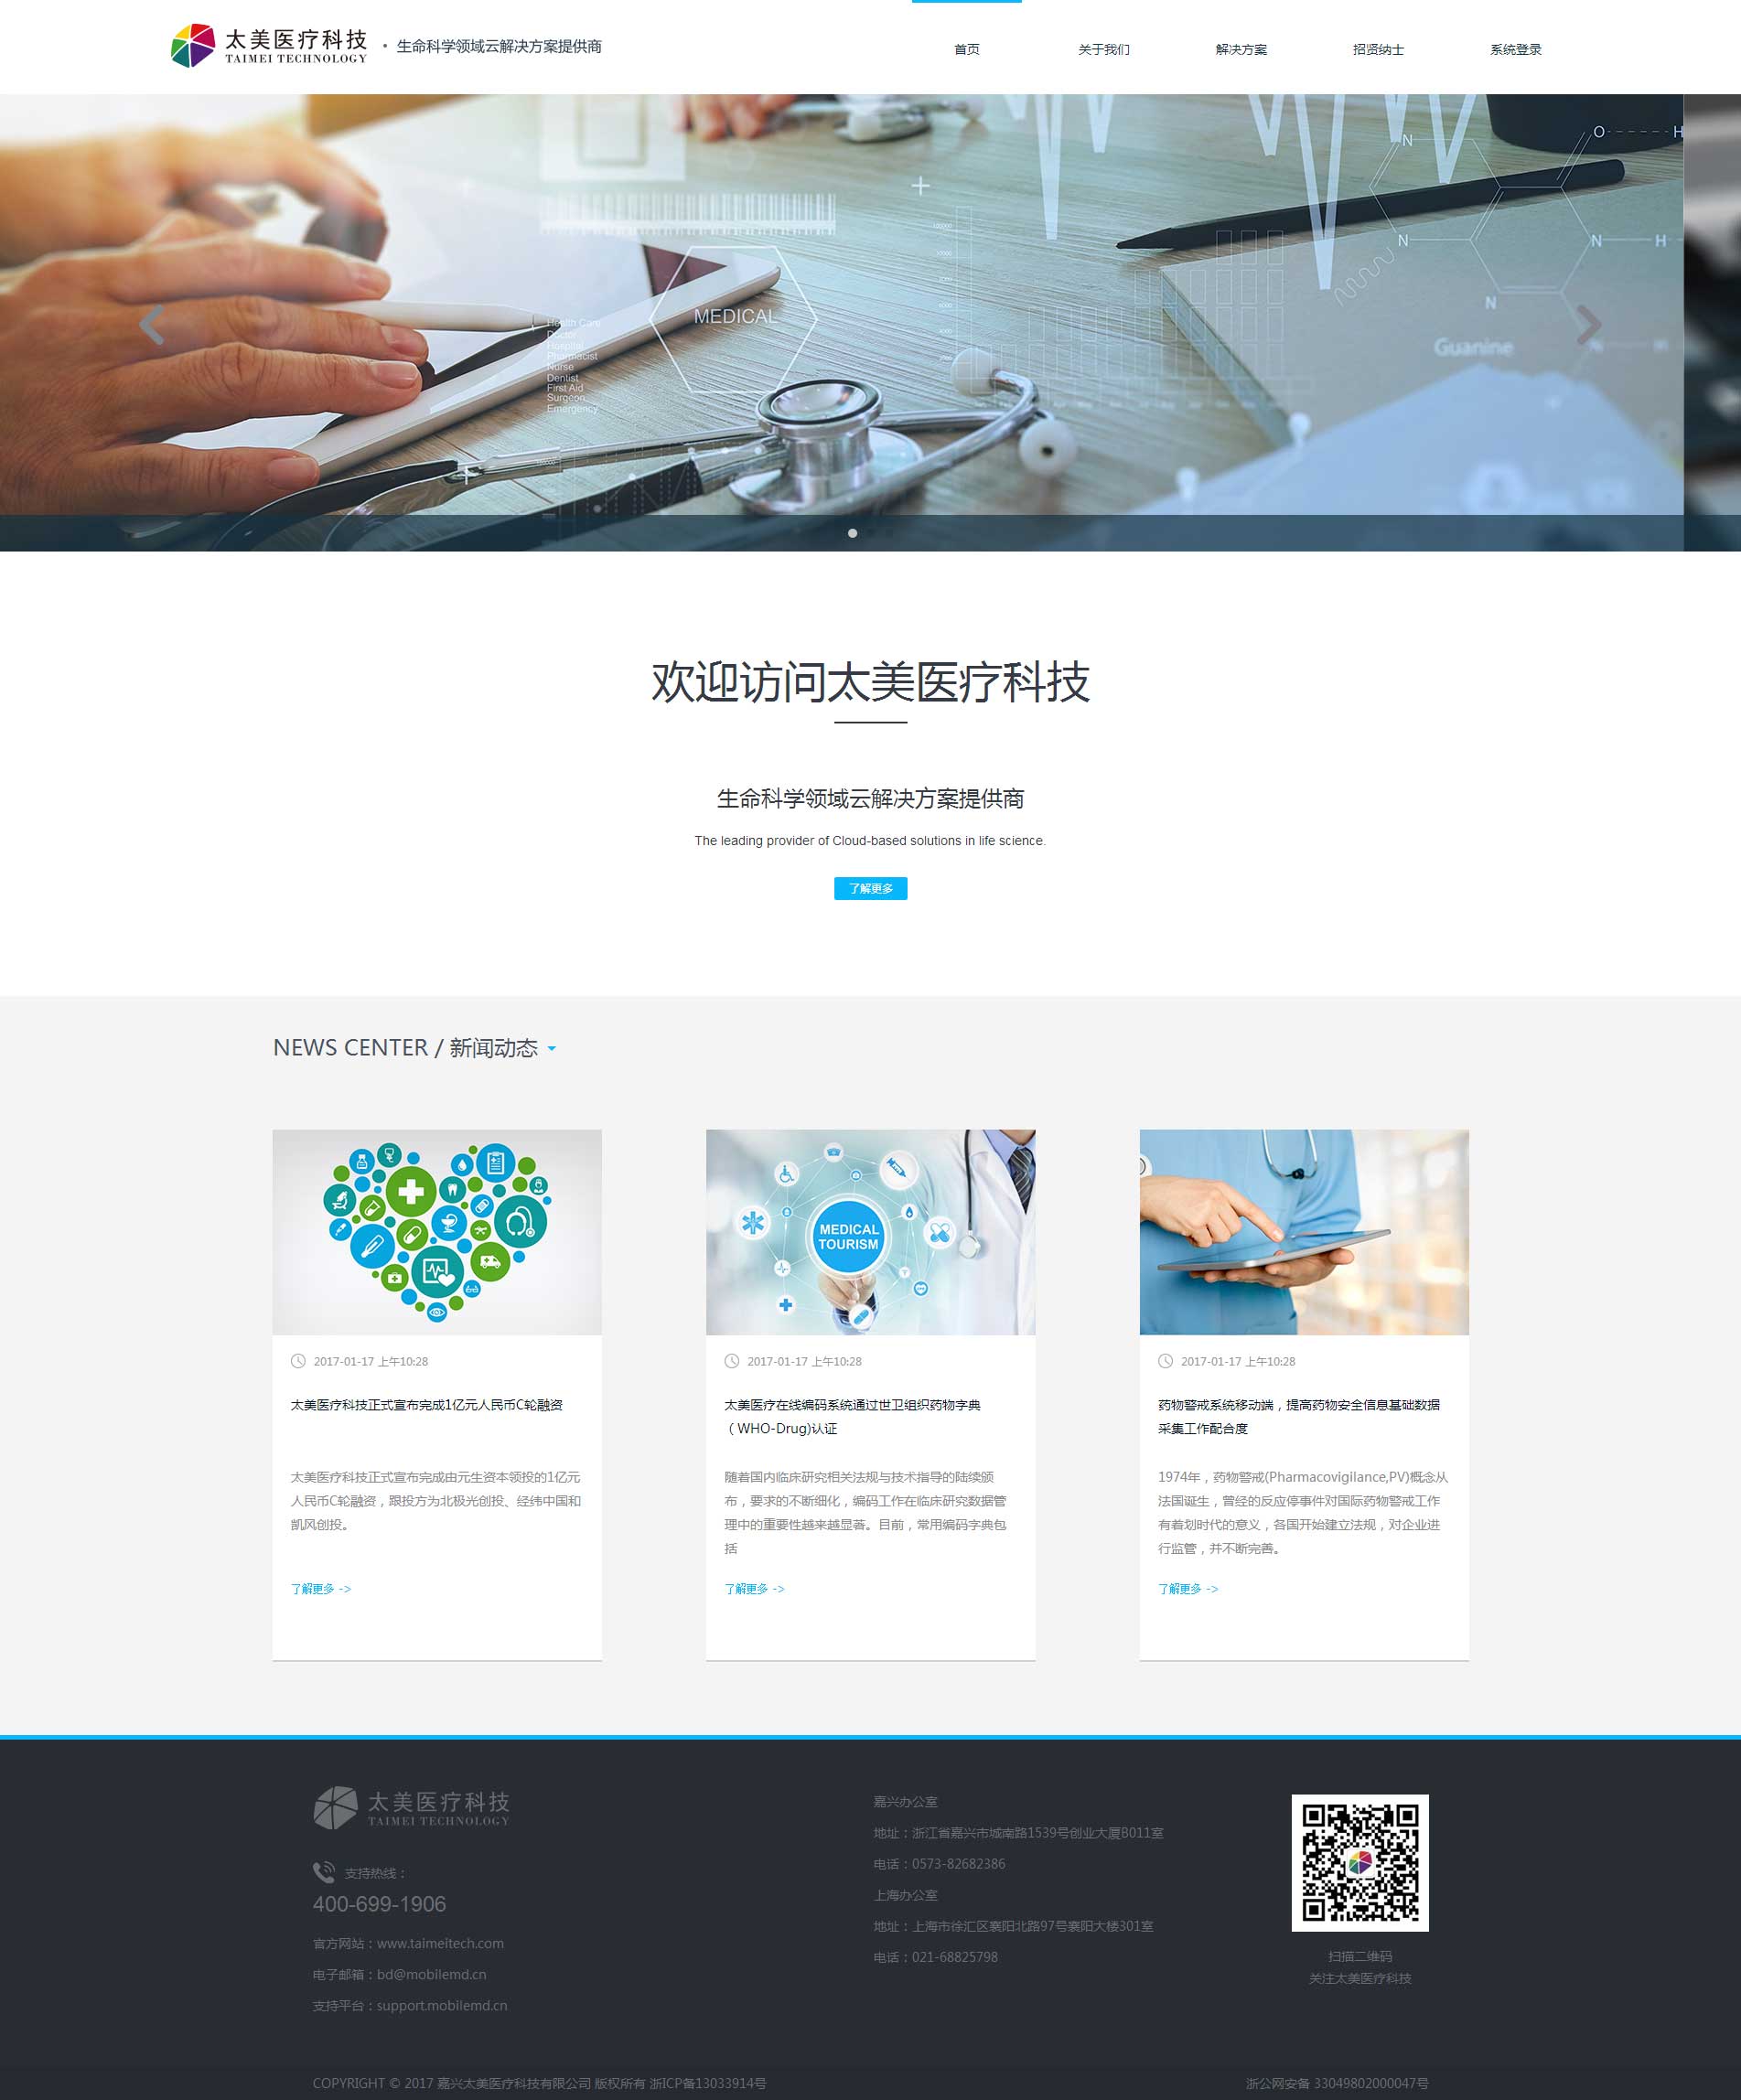 太美医疗科技
TAIMEI TECHNOLOGY
• 生命科学领域云解决方案提供商
首页
关于我们
解决方案
招贤纳士
系统登录
N
O
H
N
N
H
N
MEDICAL
Health Care
Doctor
Hospital
Pharmacist
Nurse
Dentist
First Aid
Surgeon
Emergency
Guanine
欢迎访问太美医疗科技
生命科学领域云解决方案提供商
The leading provider of Cloud-based solutions in life science.
了解更多
NEWS CENTER / 新闻动态
2017-01-17 上午10:28
太美医疗科技正式宣布完成1亿元人民币C轮融资
太美医疗科技正式宣布完成由元生资本领投的1亿元
人民币C轮融资，跟投方为北极光创投、经纬中国和
凯风创投。
了解更多 ->
MEDICAL
TOURISM
2017-01-17 上午10:28
太美医疗在线编码系统通过世卫组织药物字典
（WHO-Drug)认证
随着国内临床研究相关法规与技术指导的陆续颁
布，要求的不断细化，编码工作在临床研究数据管
理中的重要性越来越显著。目前，常用编码字典包
括
了解更多 ->
2017-01-17 上午10:28
药物警戒系统移动端，提高药物安全信息基础数据
采集工作配合度
1974年，药物警戒(Pharmacovigilance,PV)概念从
法国诞生，曾经的反应停事件对国际药物警戒工作
有着划时代的意义，各国开始建立法规，对企业进
行监管，并不断完善。
了解更多 ->
太美医疗科技
TAIMEI TECHNOLOGY
支持热线：
400-699-1906
官方网站：www.taimeitech.com
电子邮箱：bd@mobilemd.cn
支持平台：support.mobilemd.cn
嘉兴办公室
地址：浙江省嘉兴市城南路1539号创业大厦B011室
电话：0573-82682386
上海办公室
地址：上海市徐汇区襄阳北路97号襄阳大楼301室
电话：021-68825798
扫描二维码
关注太美医疗科技
COPYRIGHT © 2017 嘉兴太美医疗科技有限公司 版权所有 浙ICP备13033914号
浙公网安备 33049802000047号